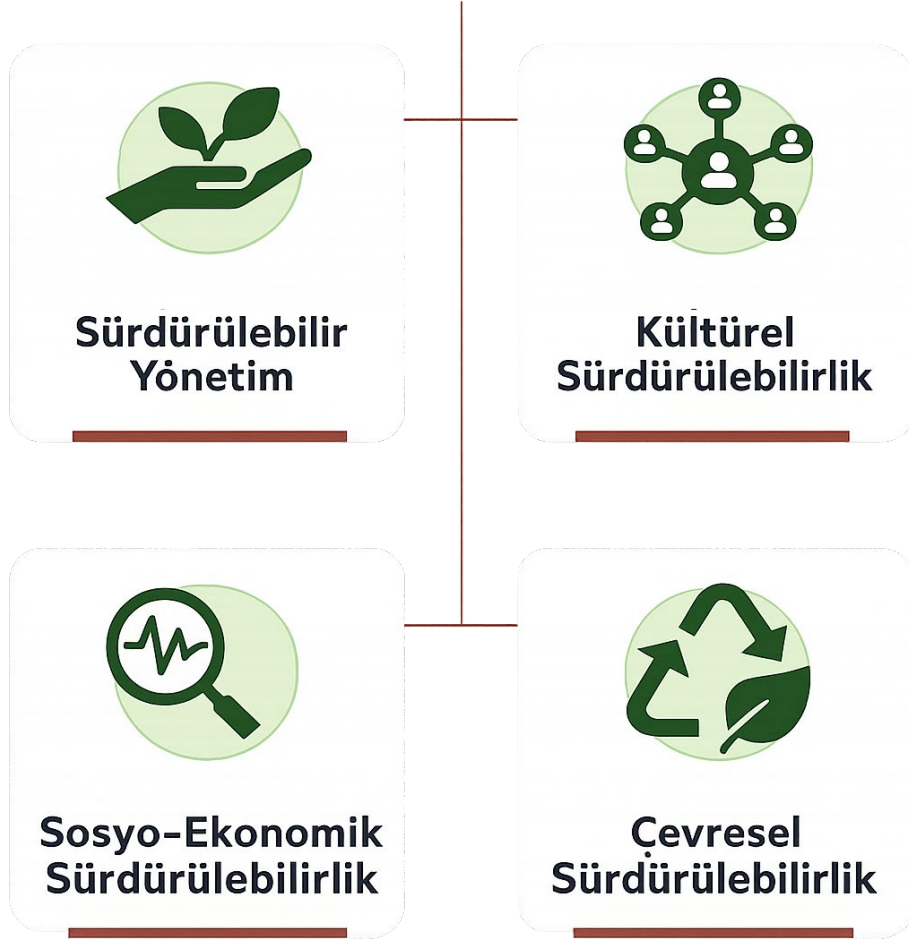 Sürdürülebilir
Yönetim
Kültürel
Sürdürülebilirlik
Sosyo-Ekonomik
Sürdürülebilirlik
Çevresel
Sürdürülebilirlik